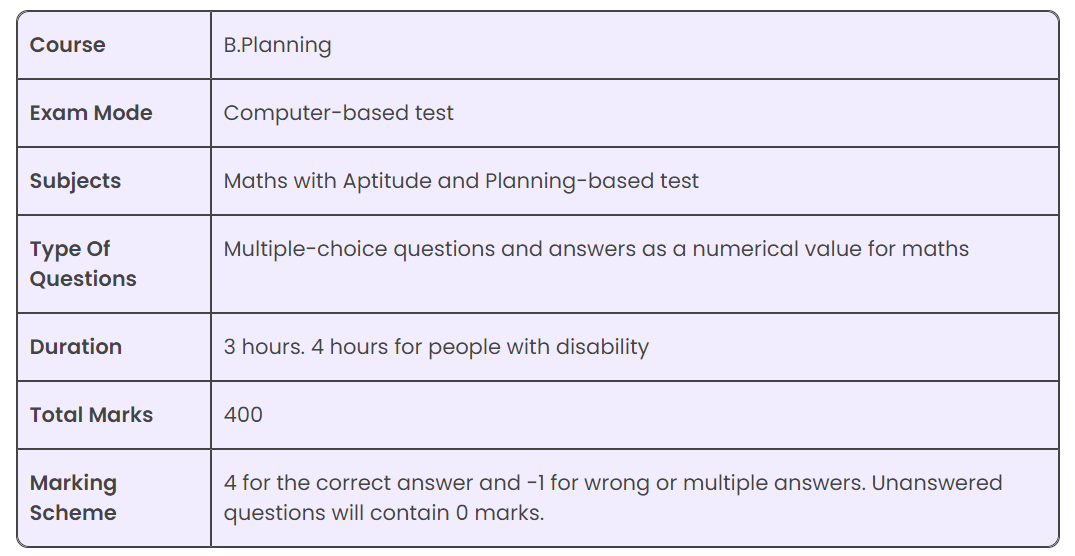 Course
B.Planning
Exam Mode
Computer-based test
Subjects
Maths with Aptitude and Planning-based test
Type Of
Questions
Multiple-choice questions and answers as a numerical value for maths
Duration
3 hours. 4 hours for people with disability
Total Marks
400
Marking
Scheme
4 for the correct answer and -1 for wrong or multiple answers. Unanswered
questions will contain 0 marks.